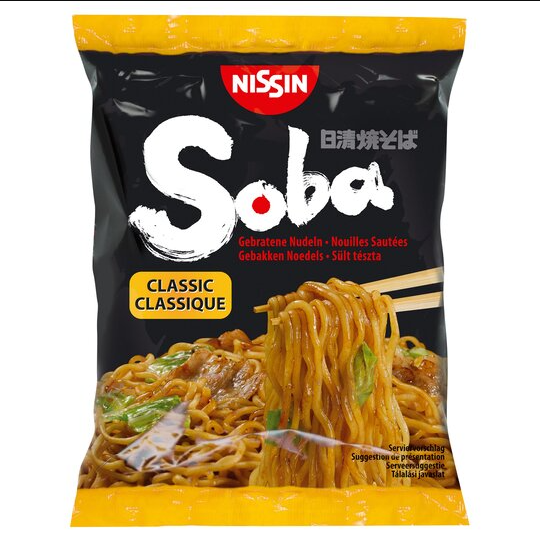 NISSIN
日清焼そば
Soba
Gebratene Nudeln • Nouilles Sautées
Gebakken Noedels • Sült tészta
CLASSIC
CLASSIQUE
Serviervorschlag
Suggestion de présentation
Serveersuggestie
Tálalási javaslat